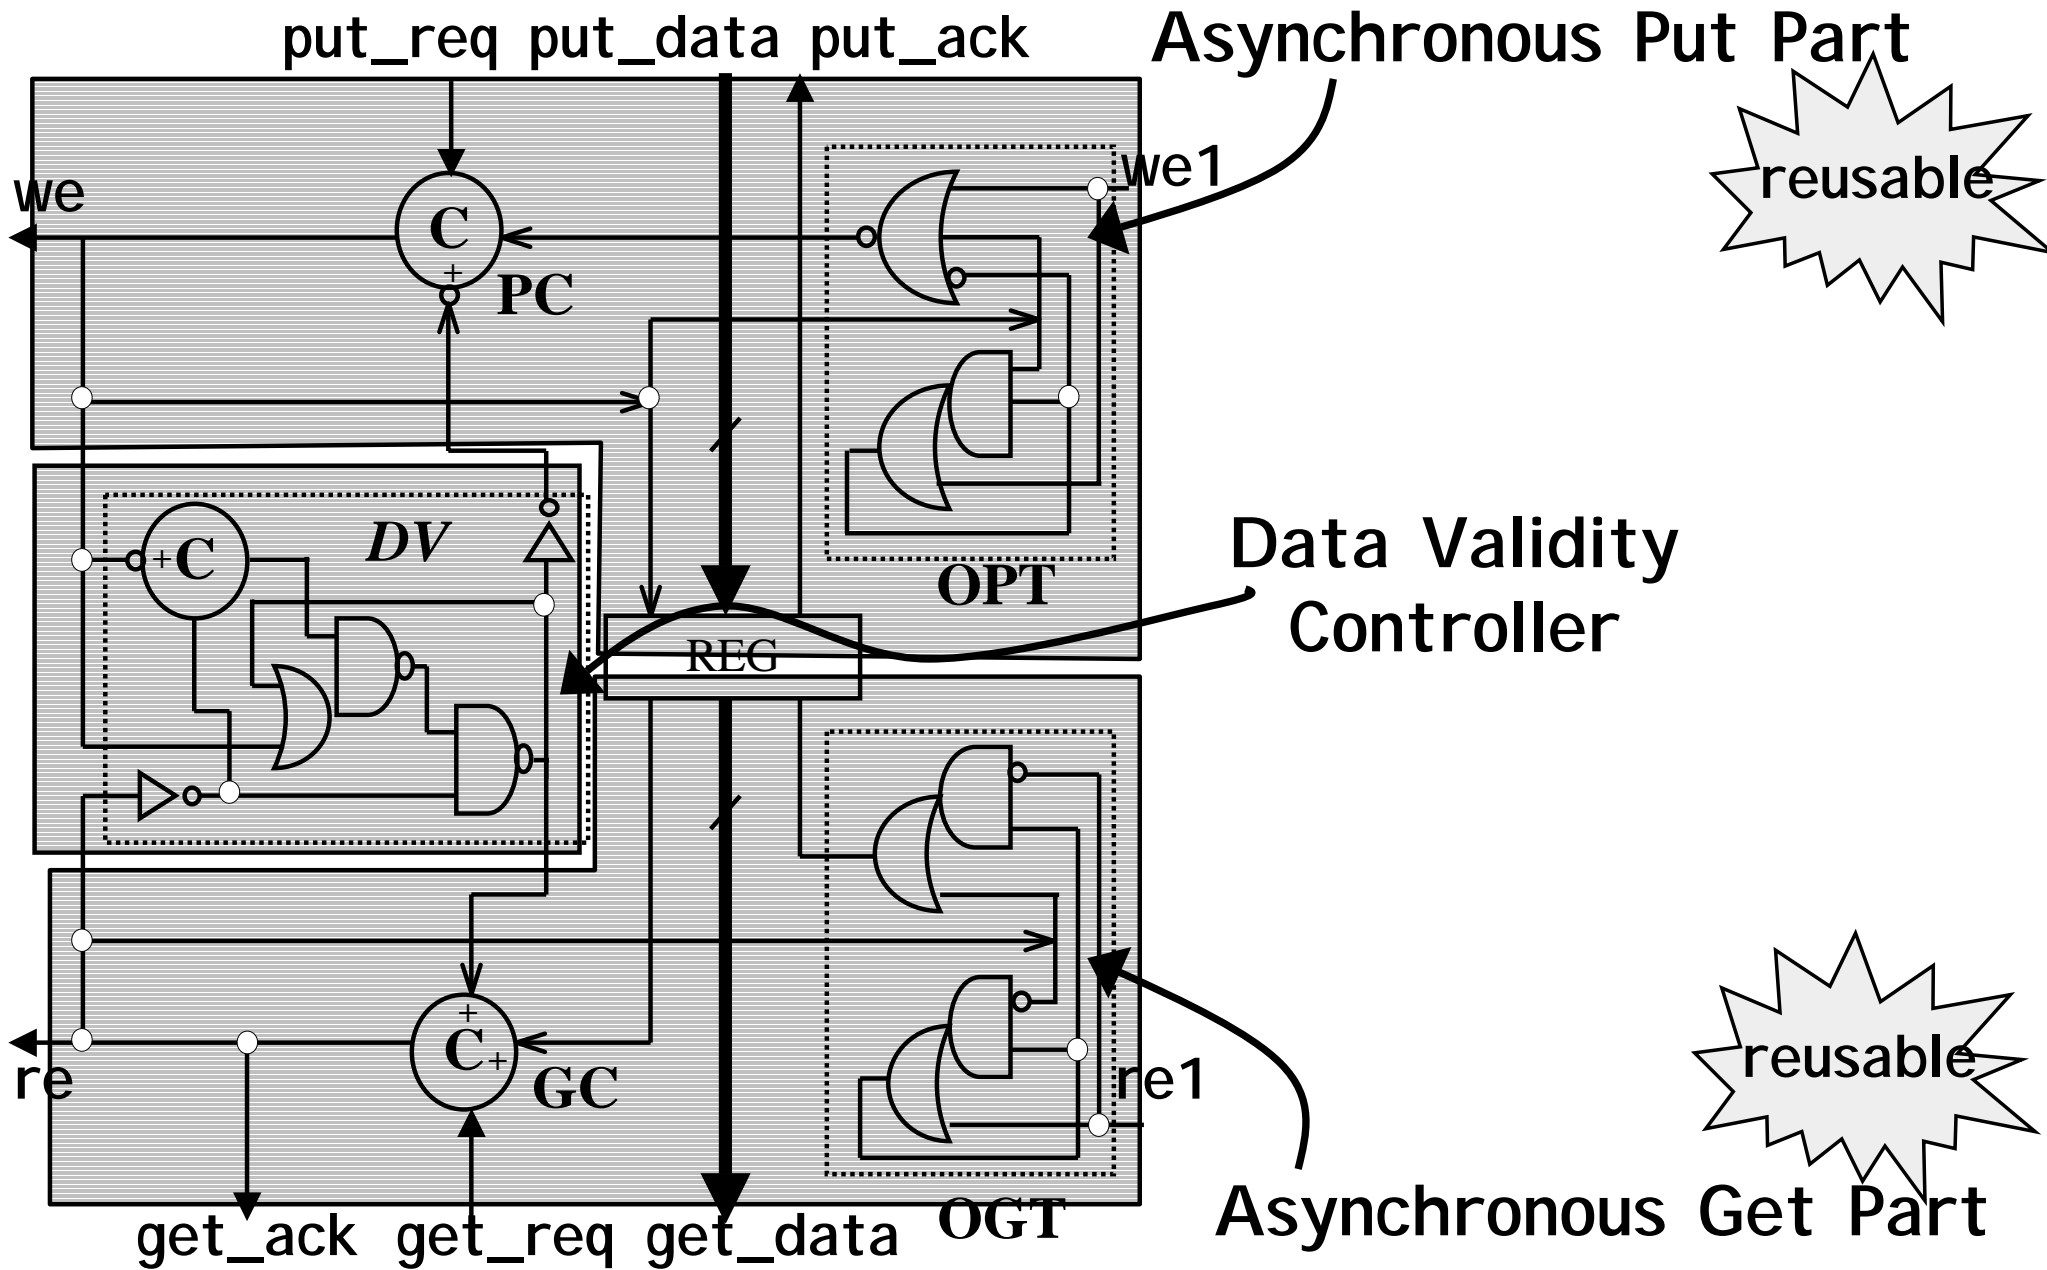 put_req put_data put_ack
Asynchronous Put Part
reusable
we
we1
C
+
PC
DV
+C
OPT
Data Validity
Controller
REG
+
C+
GC
re
re1
reusable
OGT
Asynchronous Get Part
get_ack get_req get_data